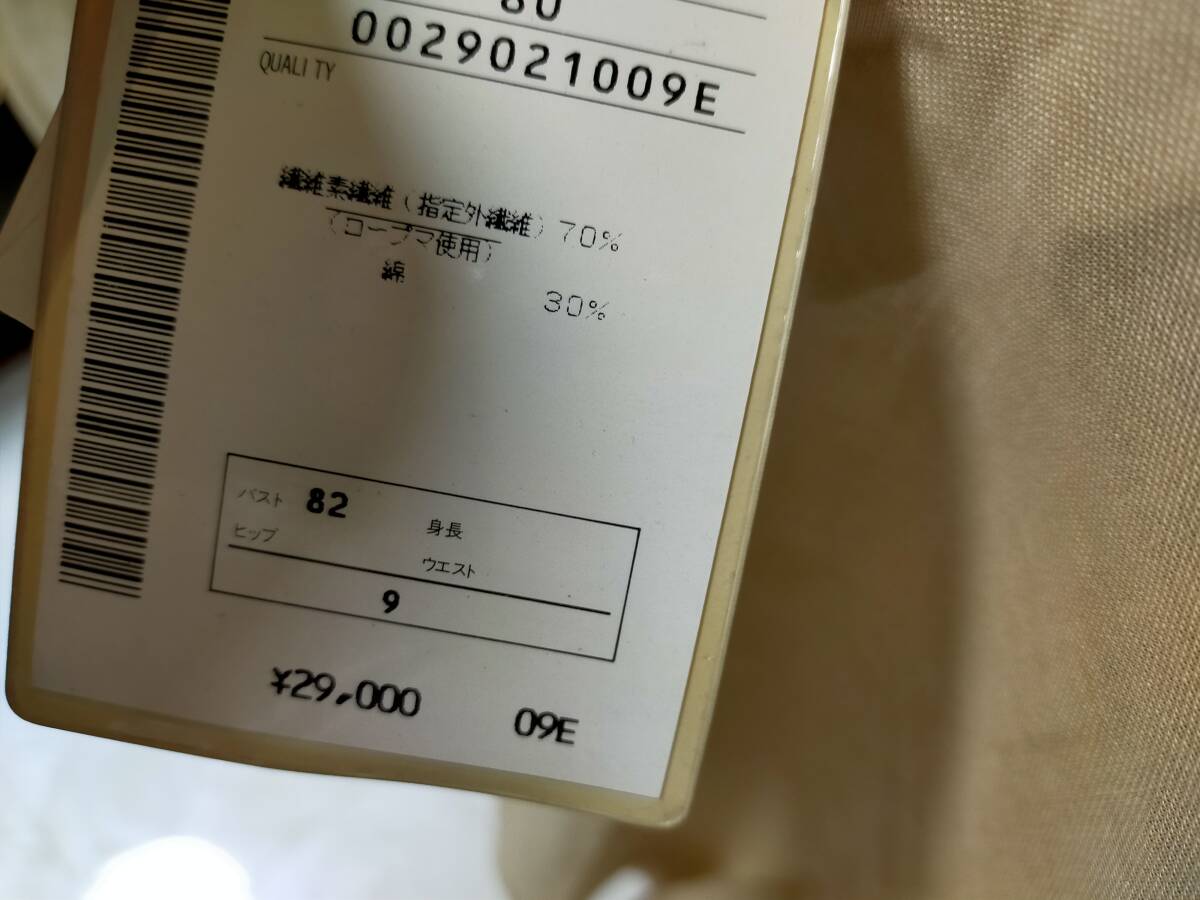 80
0029021009E
QUALITY
繊維素繊維(指定外繊維) 70%
(ロープマ使用)
綿 30%
バスト 82 身長
ヒップ ウエスト
9
¥29,000 09E